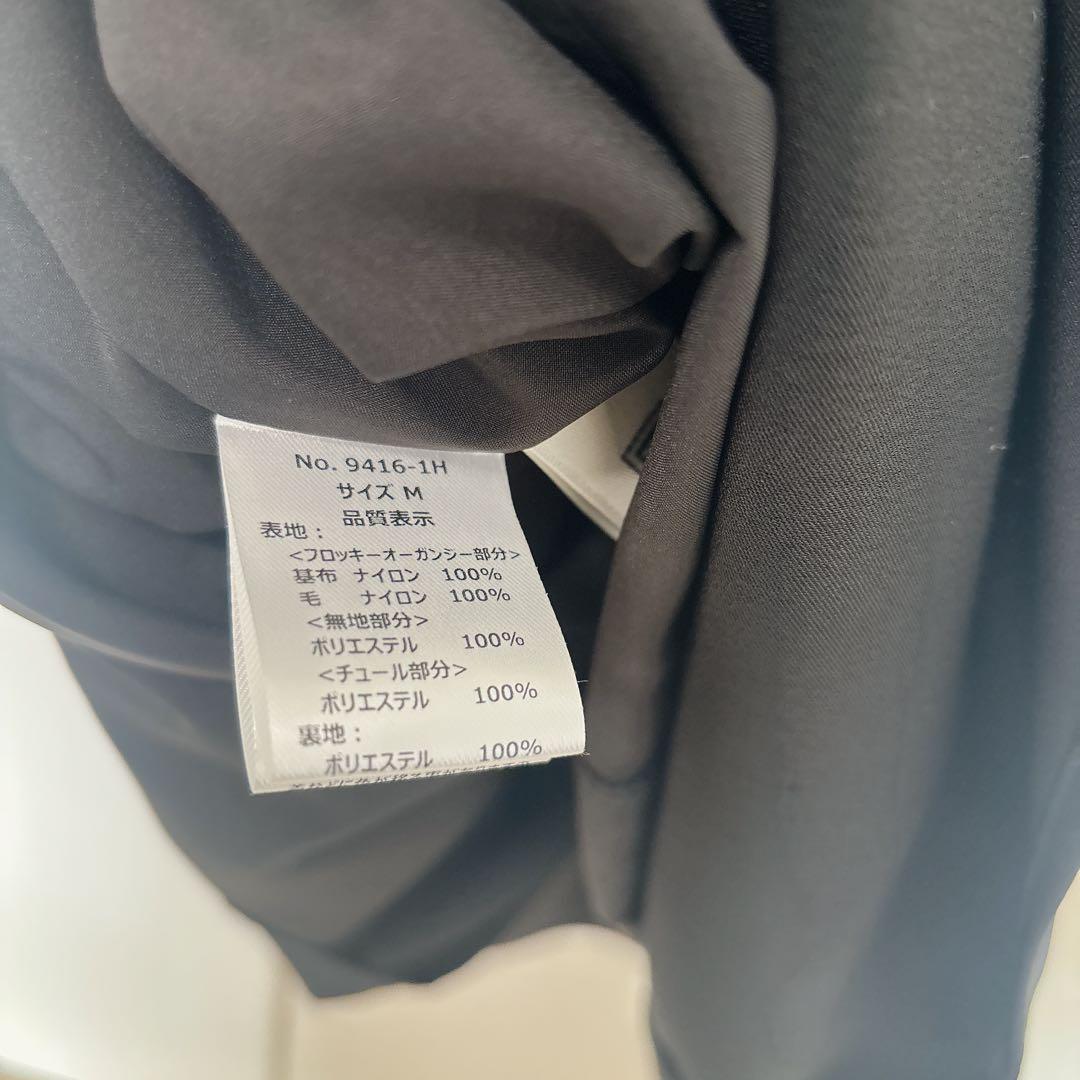 No. 9416-1H
サイズ M
品質表示
表地：
<フロッキーオーガンジー部分>
基布 ナイロン 100%
毛 ナイロン 100%
<無地部分>
ポリエステル 100%
<チュール部分>
ポリエステル 100%
裏地：
ポリエステル 100%